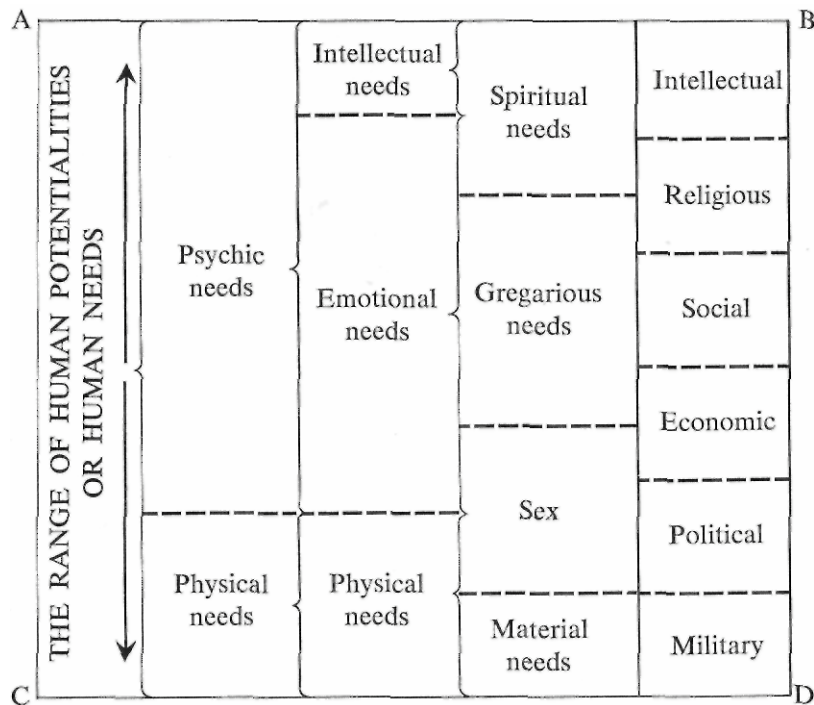 A
B
THE RANGE OF HUMAN POTENTIALITIES
OR HUMAN NEEDS
Psychic
needs
Physical
needs
Intellectual
needs
Emotional
needs
Physical
needs
Spiritual
needs
Gregarious
needs
Sex
Material
needs
Intellectual
Religious
Social
Economic
Political
Military
C
D